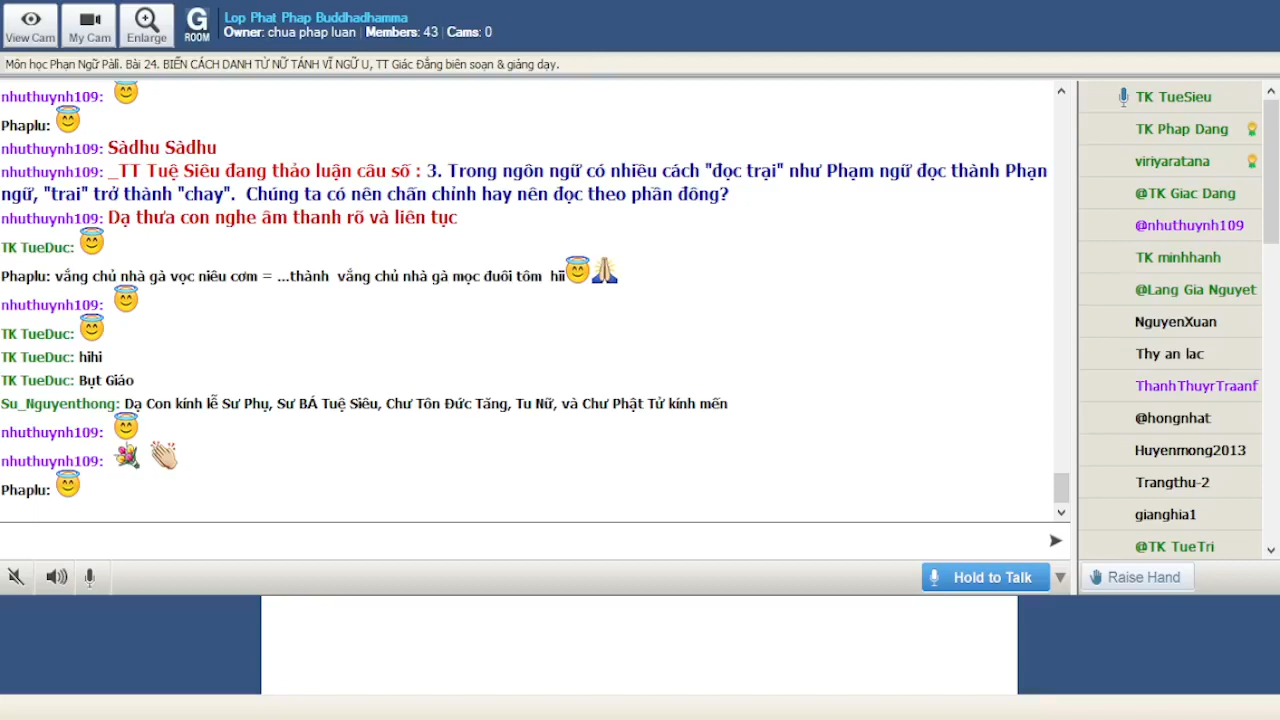 View Cam
My Cam
Enlarge
G
ROOM
Lop Phat Phap Buddhadhamma
Owner: chua phap luan | Members: 43 | Cams: 0
Môn học Phạn Ngữ Pàli. Bài 24. BIẾN CÁCH DANH TỪ NỮ TÁNH VĨ NGỮ U, TT Giác Đẳng biên soạn & giảng dạy.
nhuthuynh109:
Phaplu:
nhuthuynh109: Sàdhu Sàdhu
nhuthuynh109: _TT Tuệ Siêu đang thảo luận câu số : 3. Trong ngôn ngữ có nhiều cách "đọc trại" như Phạm ngữ đọc thành Phạn
ngữ, "trai" trở thành "chay".  Chúng ta có nên chấn chỉnh hay nên đọc theo phần đông?
nhuthuynh109: Dạ thưa con nghe âm thanh rõ và liên tục
TK TueDuc:
Phaplu: vắng chủ nhà gà vọc niêu cơm = ...thành  vắng chủ nhà gà mọc đuôi tôm  hii
nhuthuynh109:
TK TueDuc:
TK TueDuc: hihi
TK TueDuc: Bụt Giáo
Su_Nguyenthong: Dạ Con kính lễ Sư Phụ, Sư BÁ Tuệ Siêu, Chư Tôn Đức Tăng, Tu Nữ, và Chư Phật Tử kính mến
nhuthuynh109:
nhuthuynh109:
Phaplu:
TK TueSieu
TK Phap Dang
viriyaratana
@TK Giac Dang
@nhuthuynh109
TK minhhanh
@Lang Gia Nguyet
NguyenXuan
Thy an lac
ThanhThuyrTraanf
@hongnhat
Huyenmong2013
Trangthu-2
gianghia1
@TK TueTri
Hold to Talk
Raise Hand